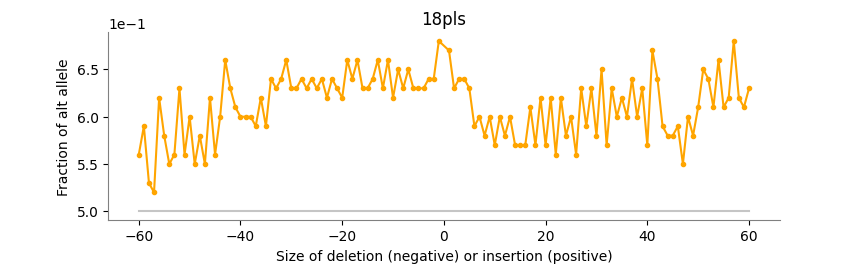 18pls
1e−1
Fraction of alt allele
6.5
6.0
5.5
5.0
−60 −40 −20 0 20 40 60
Size of deletion (negative) or insertion (positive)